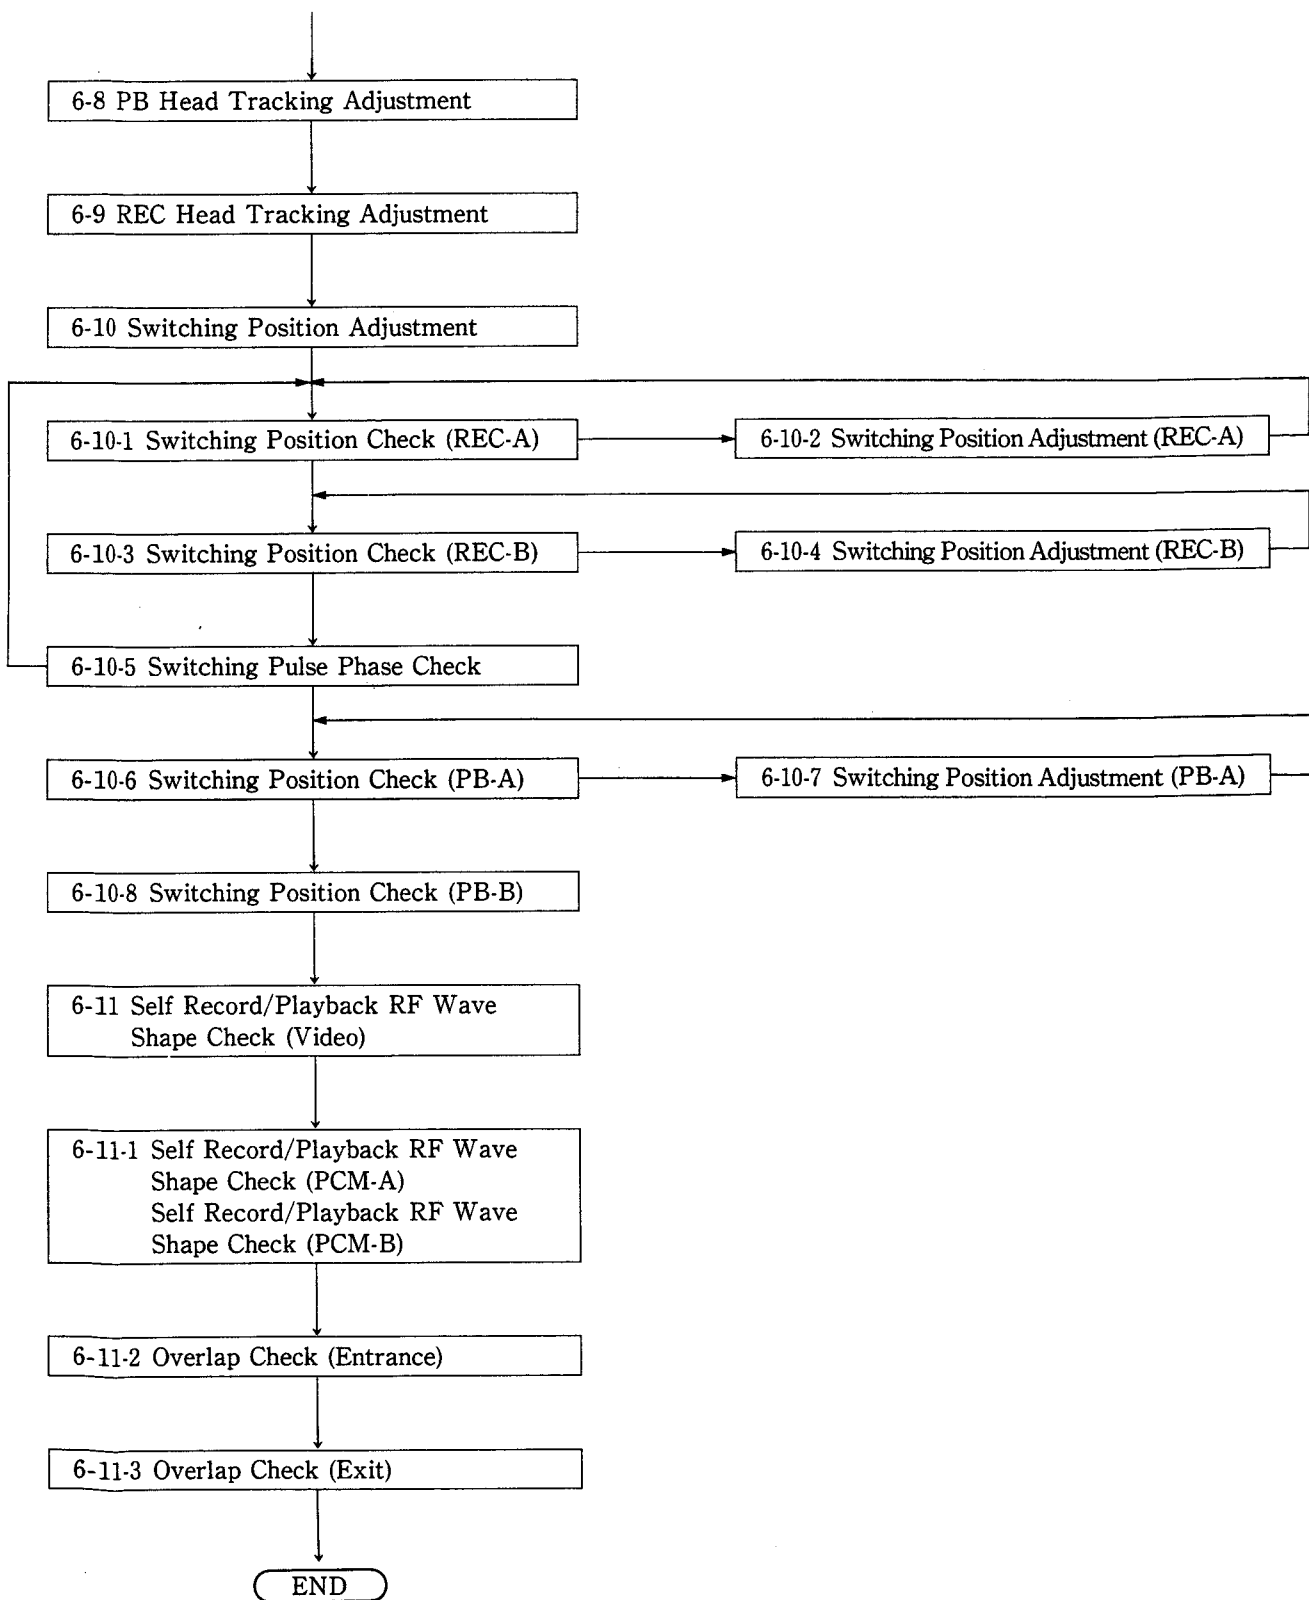 6-8 PB Head Tracking Adjustment
6-9 REC Head Tracking Adjustment
6-10 Switching Position Adjustment
6-10-1 Switching Position Check (REC-A)
6-10-2 Switching Position Adjustment (REC-A)
6-10-3 Switching Position Check (REC-B)
6-10-4 Switching Position Adjustment (REC-B)
6-10-5 Switching Pulse Phase Check
6-10-6 Switching Position Check (PB-A)
6-10-7 Switching Position Adjustment (PB-A)
6-10-8 Switching Position Check (PB-B)
6-11 Self Record/Playback RF Wave
Shape Check (Video)
6-11-1 Self Record/Playback RF Wave
Shape Check (PCM-A)
Self Record/Playback RF Wave
Shape Check (PCM-B)
6-11-2 Overlap Check (Entrance)
6-11-3 Overlap Check (Exit)
END